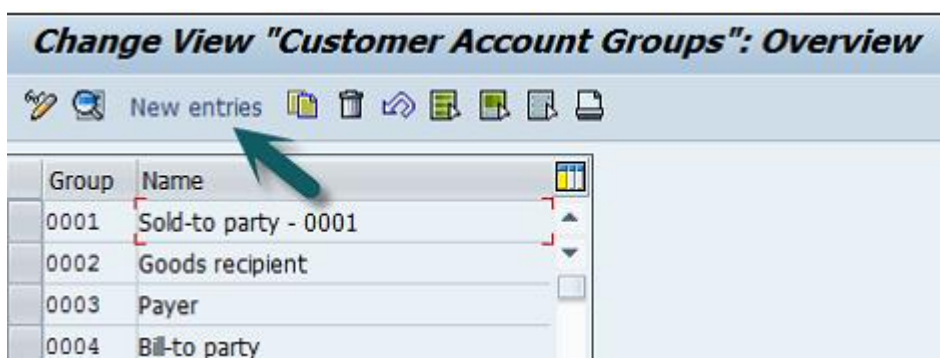 Change View "Customer Account Groups": Overview
New entries
Group Name
0001 Sold-to party - 0001
0002 Goods recipient
0003 Payer
0004 Bill-to party